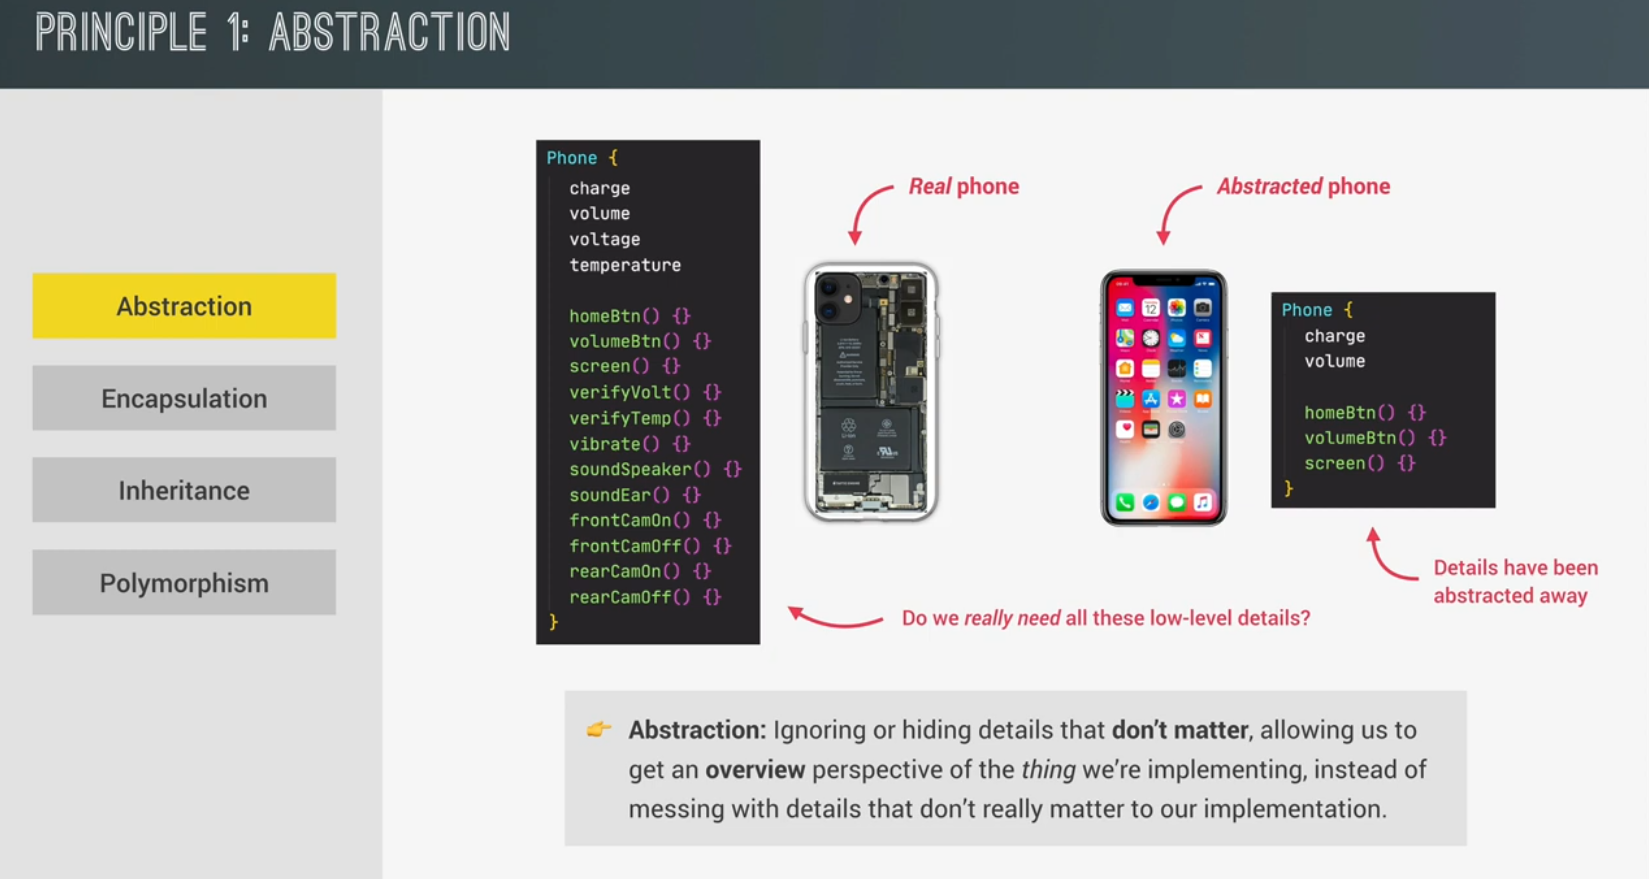 PRINCIPLE 1: ABSTRACTION
Abstraction
Encapsulation
Inheritance
Polymorphism
Phone {
charge
volume
voltage
temperature
homeBtn() {}
volumeBtn() {}
screen() {}
verifyVolt() {}
verifyTemp() {}
vibrate() {}
soundSpeaker() {}
soundEar() {}
frontCamOn() {}
frontCamOff() {}
rearCamOn() {}
rearCamOff() {}
}
Real phone
Do we really need all these low-level details?
Abstracted phone
Phone {
charge
volume
homeBtn() {}
volumeBtn() {}
screen() {}
}
Details have been
abstracted away
👉 Abstraction: Ignoring or hiding details that don't matter, allowing us to
get an overview perspective of the thing we're implementing, instead of
messing with details that don't really matter to our implementation.